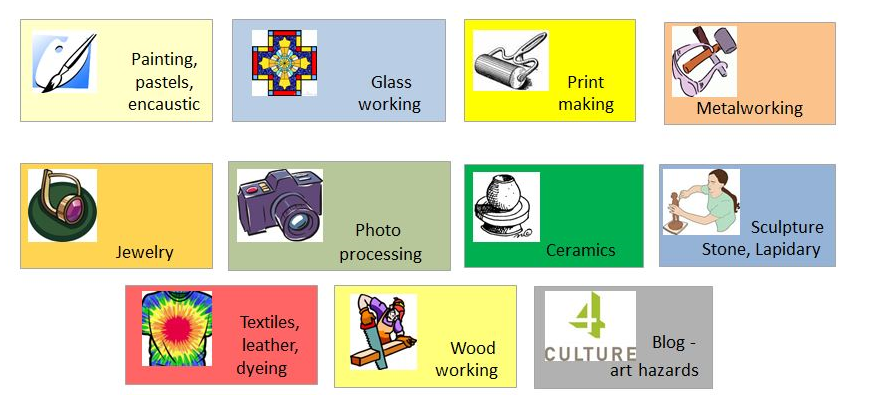 Painting,
pastels,
encaustic
Glass
working
Print
making
Metalworking
Jewelry
Photo
processing
Ceramics
Sculpture
Stone, Lapidary
Textiles,
leather,
dyeing
Wood
working
4
CULTURE
Blog -
art hazards